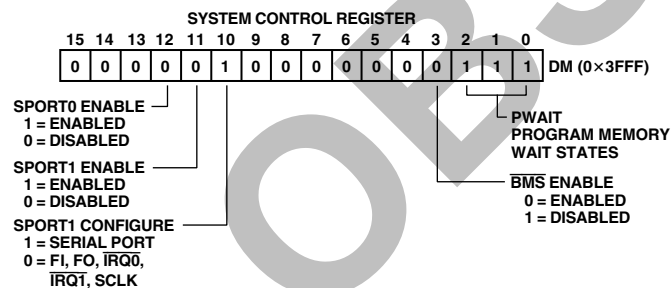 SYSTEM CONTROL REGISTER
15 14 13 12 11 10 9 8 7 6 5 4 3 2 1 0
0 0 0 0 0 1 0 0 0 0 0 0 0 1 1 1 DM (0×3FFF)
SPORT0 ENABLE
1 = ENABLED
0 = DISABLED
SPORT1 ENABLE
1 = ENABLED
0 = DISABLED
SPORT1 CONFIGURE
1 = SERIAL PORT
0 = FI, FO, I̅R̅Q̅0̅,
I̅R̅Q̅1̅, SCLK
PWAIT
PROGRAM MEMORY
WAIT STATES
B̅M̅S̅ ENABLE
0 = ENABLED
1 = DISABLED